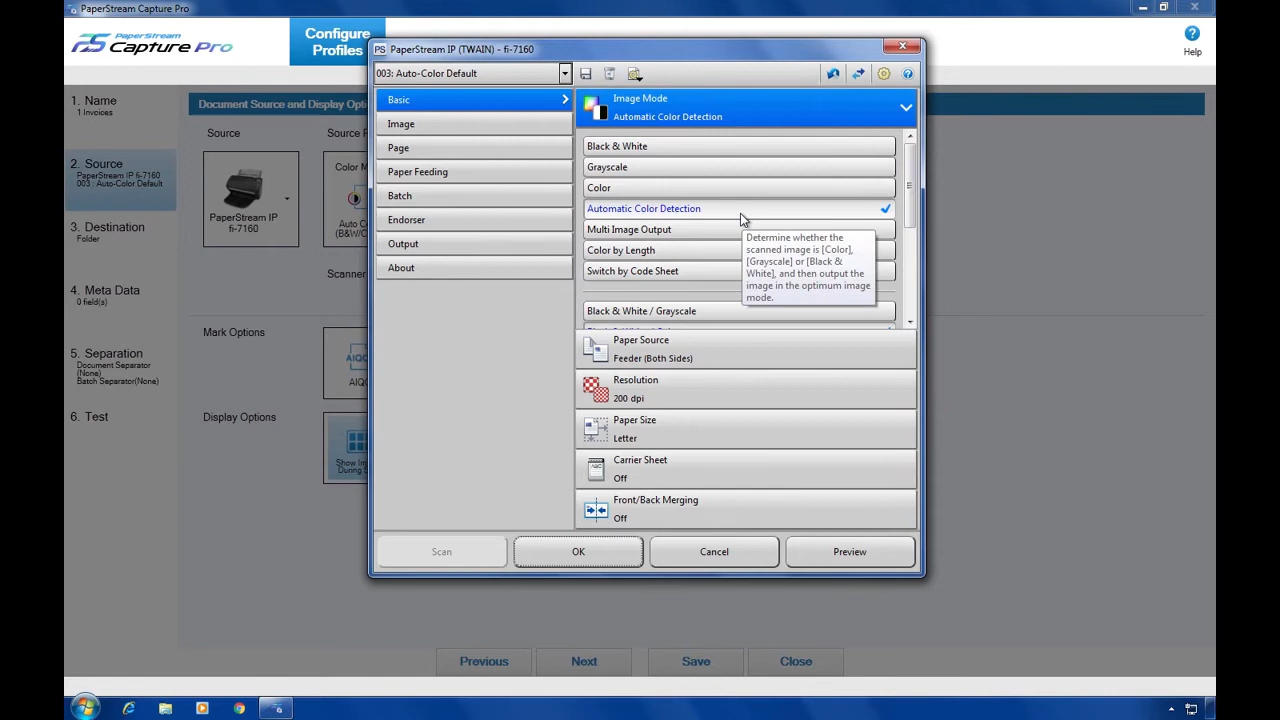 PaperStream Capture Pro
PaperStream
Capture Pro
Configure
Profiles
Help
1. Name
1 Invoices
2. Source
PaperStream IP fi-7160
003 : Auto-Color Default
3. Destination
Folder
4. Meta Data
0 field(s)
5. Separation
Document Separator
(None)
Batch Separator(None)
6. Test
Document Source and Display Opti
Source
Source P
PaperStream IP
fi-7160
Color M
Auto Co
(B&W/C
Scanner
Mark Options
AIQC
AIQ
Display Options
Show Im
During S
Previous
Next
Save
Close
PaperStream IP (TWAIN) - fi-7160
003: Auto-Color Default
Basic
Image
Page
Paper Feeding
Batch
Endorser
Output
About
Image Mode
Automatic Color Detection
Black & White
Grayscale
Color
Automatic Color Detection
Multi Image Output
Color by Length
Switch by Code Sheet
Black & White / Grayscale
Determine whether the
scanned image is [Color],
[Grayscale] or [Black &
White], and then output the
image in the optimum image
mode.
Paper Source
Feeder (Both Sides)
Resolution
200 dpi
Paper Size
Letter
Carrier Sheet
Off
Front/Back Merging
Off
Scan
OK
Cancel
Preview